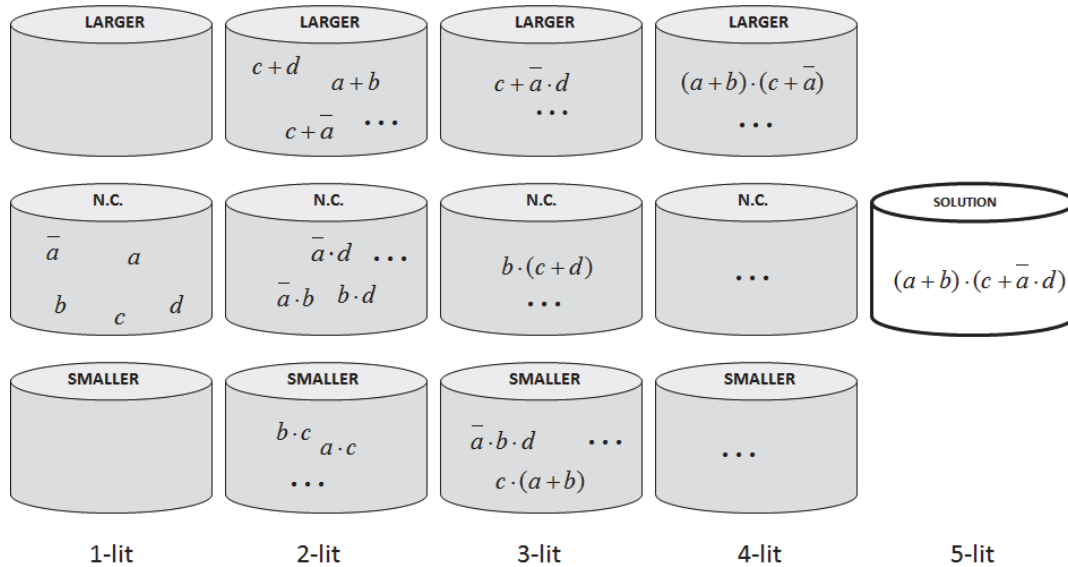 LARGER LARGER LARGER LARGER
c + d
a + b
c + a̅
...
c + a̅ · d
...
(a + b) · (c + a̅)
...
N.C. N.C. N.C. N.C. SOLUTION
a̅ a
b c d
a̅ · d ...
a̅ · b b · d
b · (c + d)
...
...
(a + b) · (c + a̅ · d)
SMALLER SMALLER SMALLER SMALLER
b · c
a · c
...
a̅ · b · d ...
c · (a + b)
...
1-lit 2-lit 3-lit 4-lit 5-lit